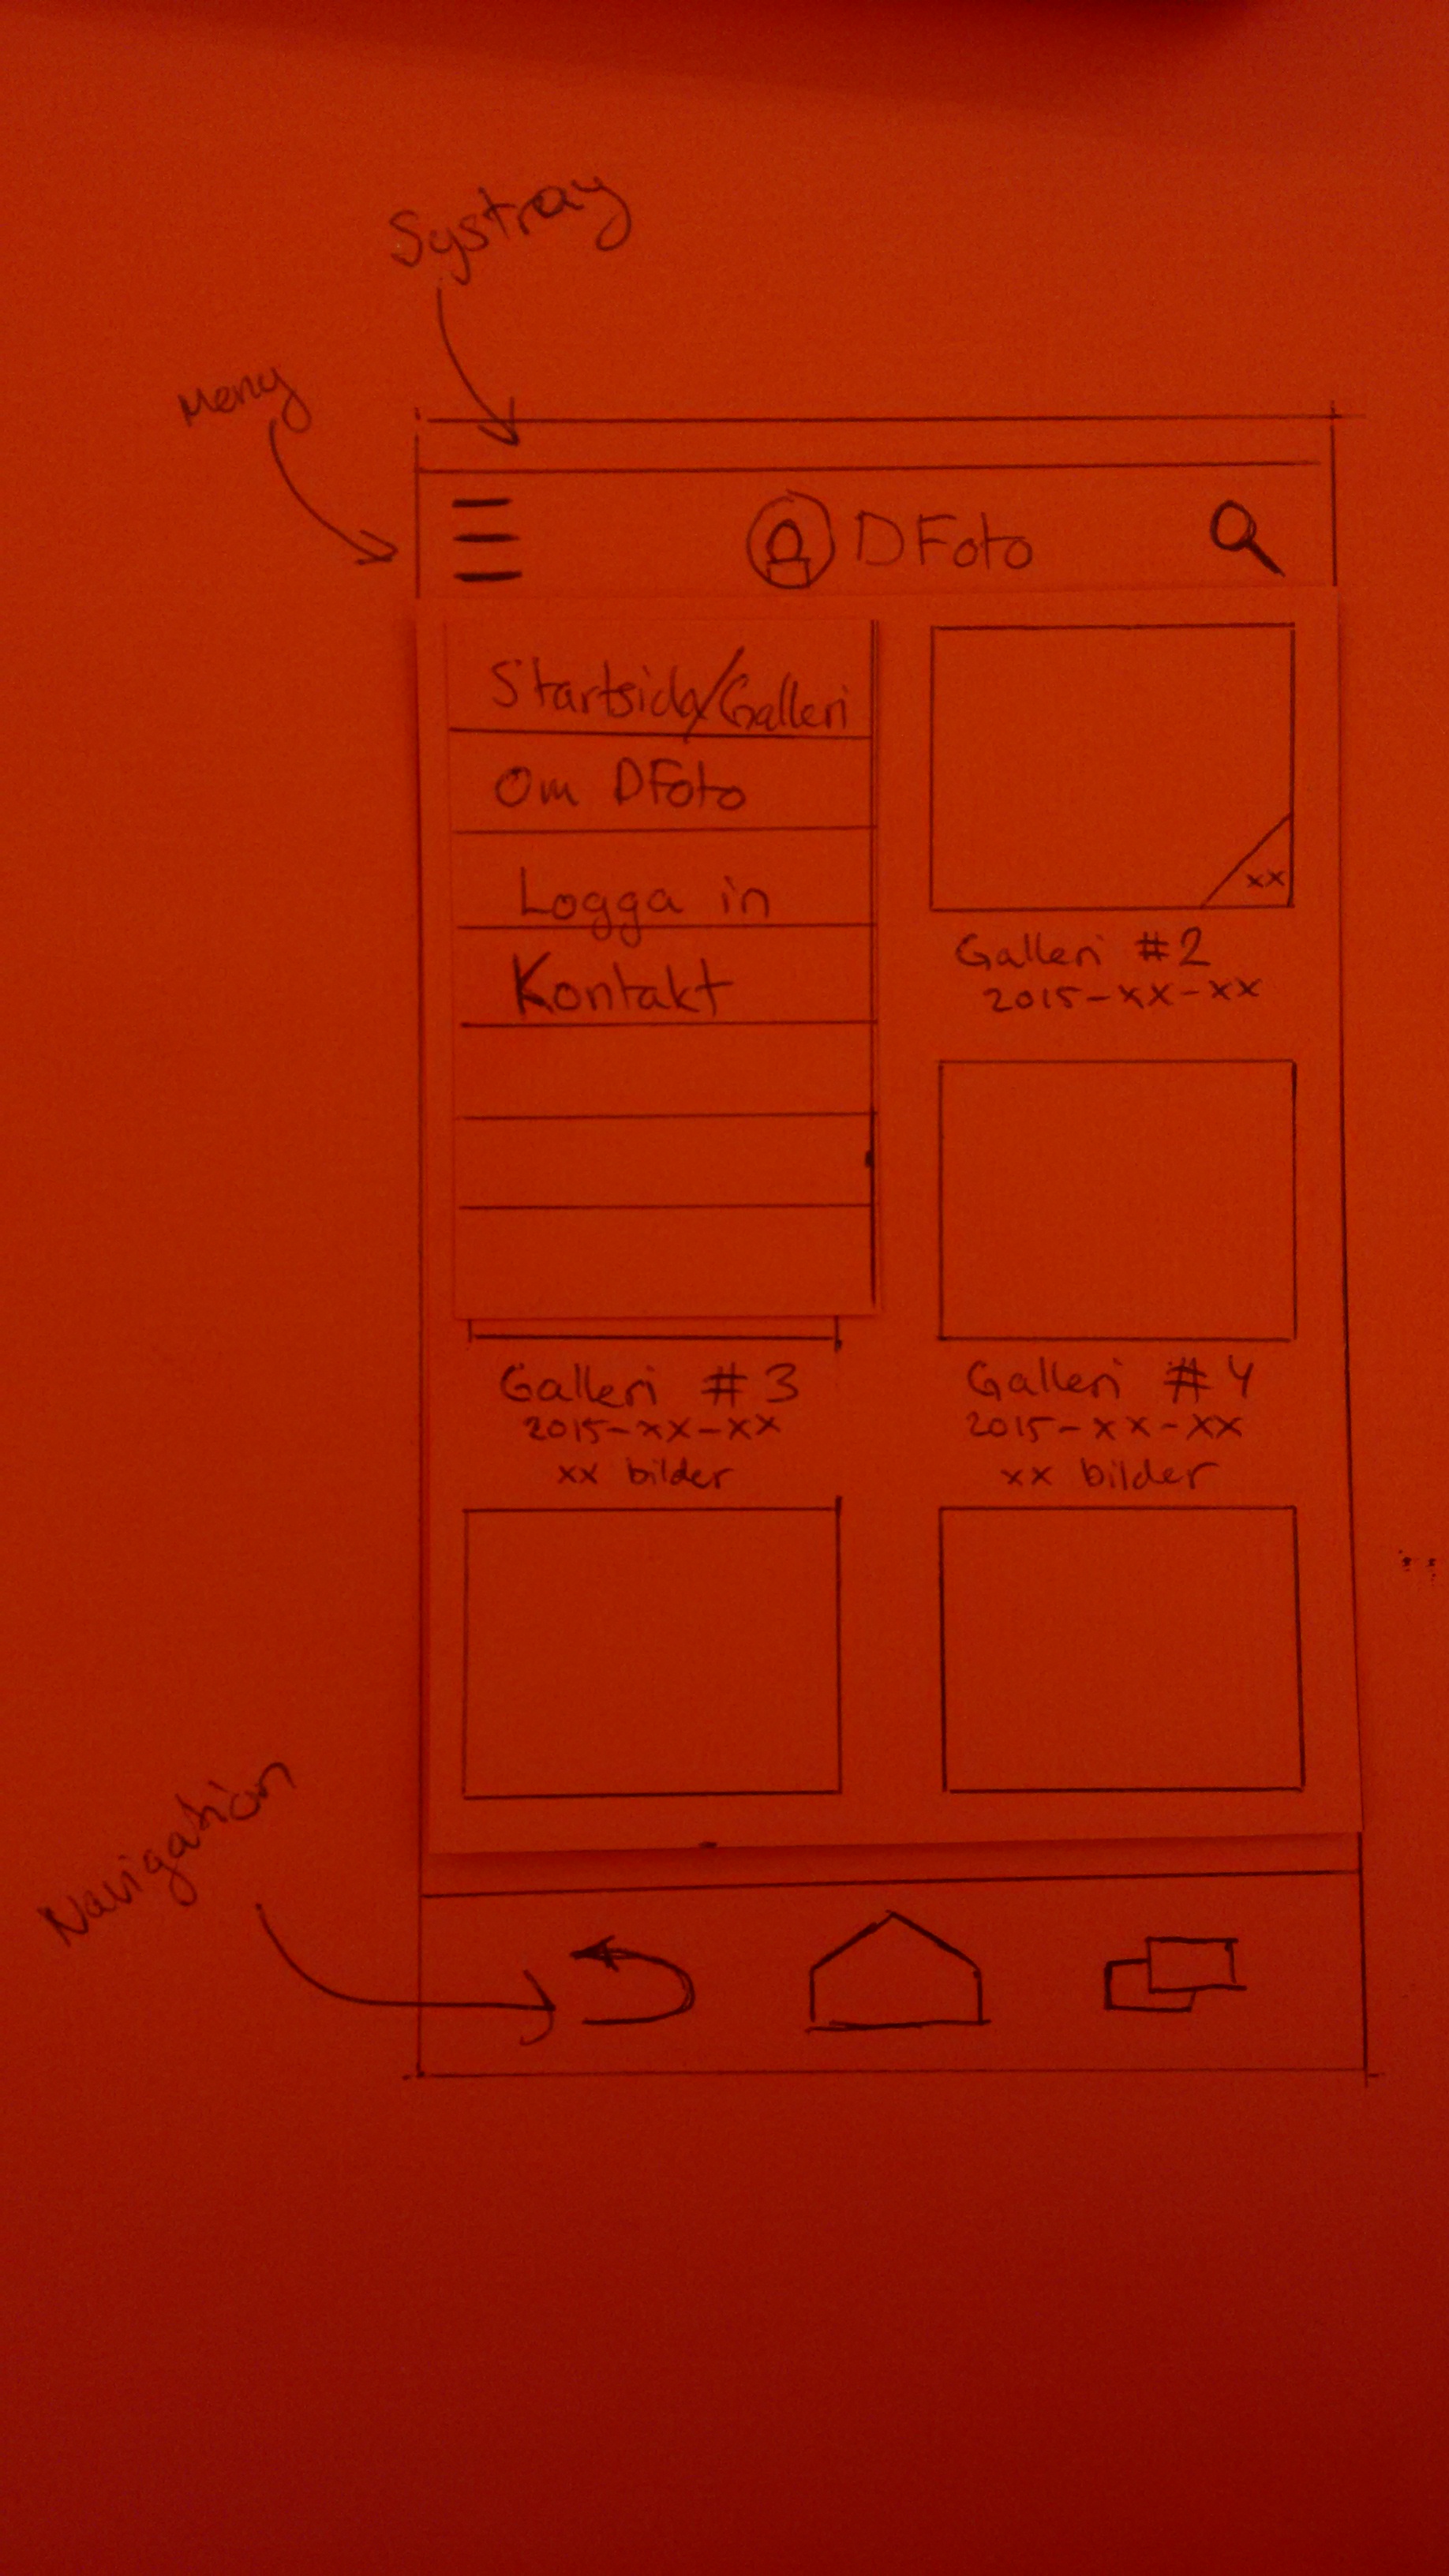 Systray
Meny
DFoto
Startsida/Galleri
Om DFoto
Logga in
Kontakt
xx
Galleri #2
2015-xx-xx
Galleri #3
2015-xx-xx
xx bilder
Galleri #4
2015-xx-xx
xx bilder
Navigation